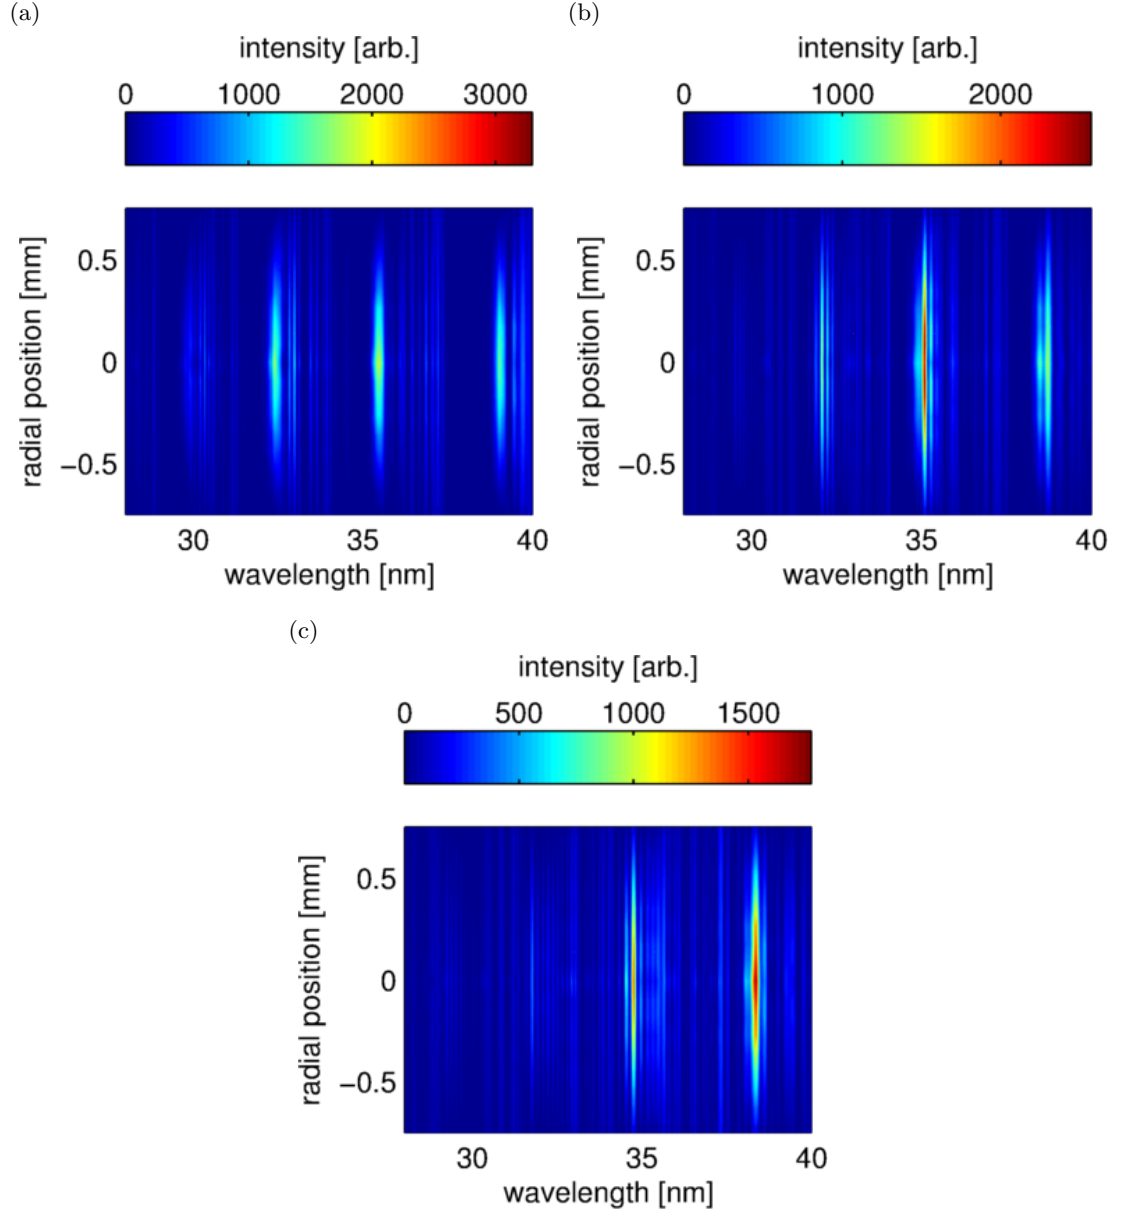 (a)
intensity [arb.]
0 1000 2000 3000
radial position [mm]
0.5
0
−0.5
30 35 40
wavelength [nm]
(b)
intensity [arb.]
0 1000 2000
radial position [mm]
0.5
0
−0.5
30 35 40
wavelength [nm]
(c)
intensity [arb.]
0 500 1000 1500
radial position [mm]
0.5
0
−0.5
30 35 40
wavelength [nm]